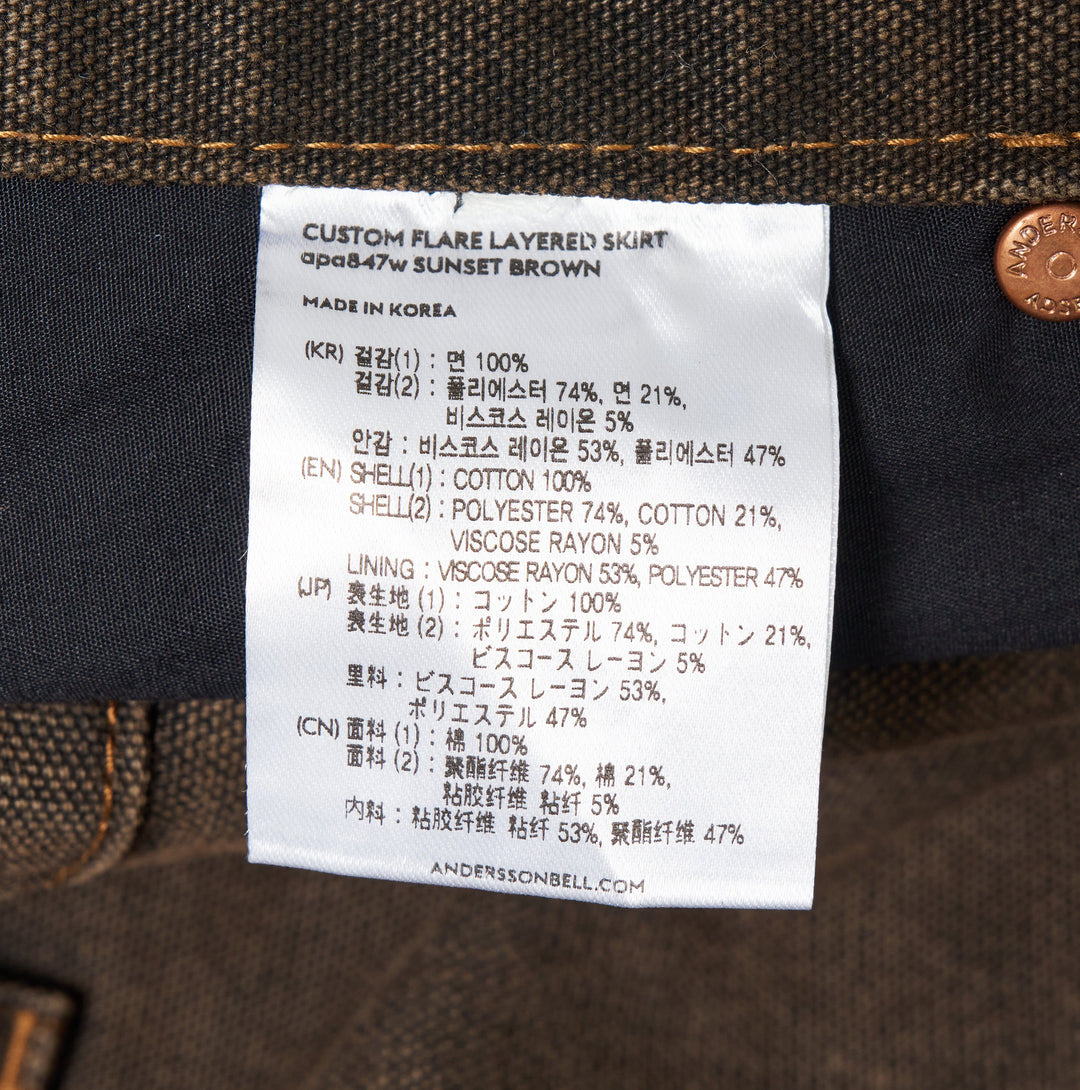 CUSTOM FLARE LAYERED SKIRT
apa847w SUNSET BROWN
MADE IN KOREA
(KR) 겉감(1) : 면 100%
겉감(2) : 폴리에스터 74%, 면 21%,
비스코스 레이온 5%
안감 : 비스코스 레이온 53%, 폴리에스터 47%
(EN) SHELL(1) : COTTON 100%
SHELL(2) : POLYESTER 74%, COTTON 21%,
VISCOSE RAYON 5%
LINING : VISCOSE RAYON 53%, POLYESTER 47%
(JP) 表生地 (1) : コットン 100%
表生地 (2) : ポリエステル 74%, コットン 21%,
ビスコース レーヨン 5%
里料 : ビスコース レーヨン 53%,
ポリエステル 47%
(CN) 面料 (1) : 棉 100%
面料 (2) : 聚酯纤维 74%, 棉 21%,
粘胶纤维 粘纤 5%
内料 : 粘胶纤维 粘纤 53%, 聚酯纤维 47%
ANDERSSONBELL.COM
ANDER
ADSE